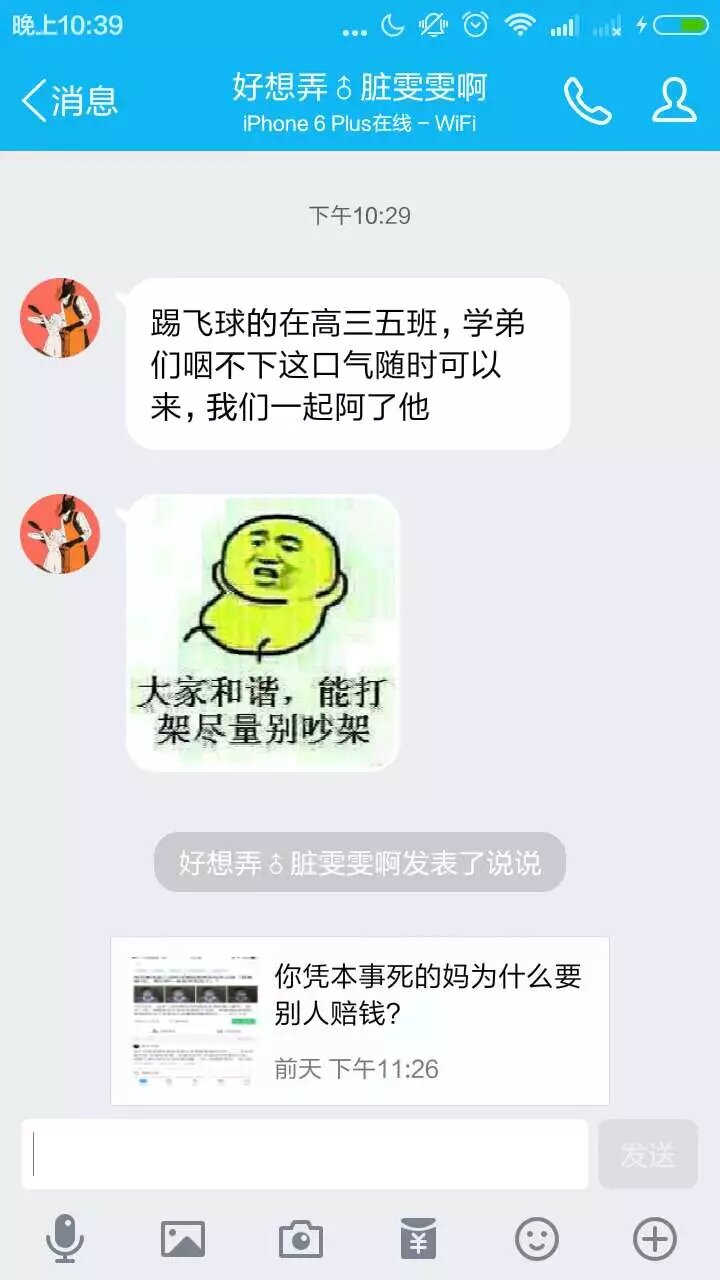 晚上10:39
消息
好想弄♂脏雯雯啊
iPhone 6 Plus在线 – WiFi
下午10:29
踢飞球的在高三五班，学弟
们咽不下这口气随时可以
来，我们一起阿了他
大家和谐，能打
架尽量别吵架
好想弄♂脏雯雯啊发表了说说
你凭本事死的妈为什么要
别人赔钱?
前天 下午11:26
发送